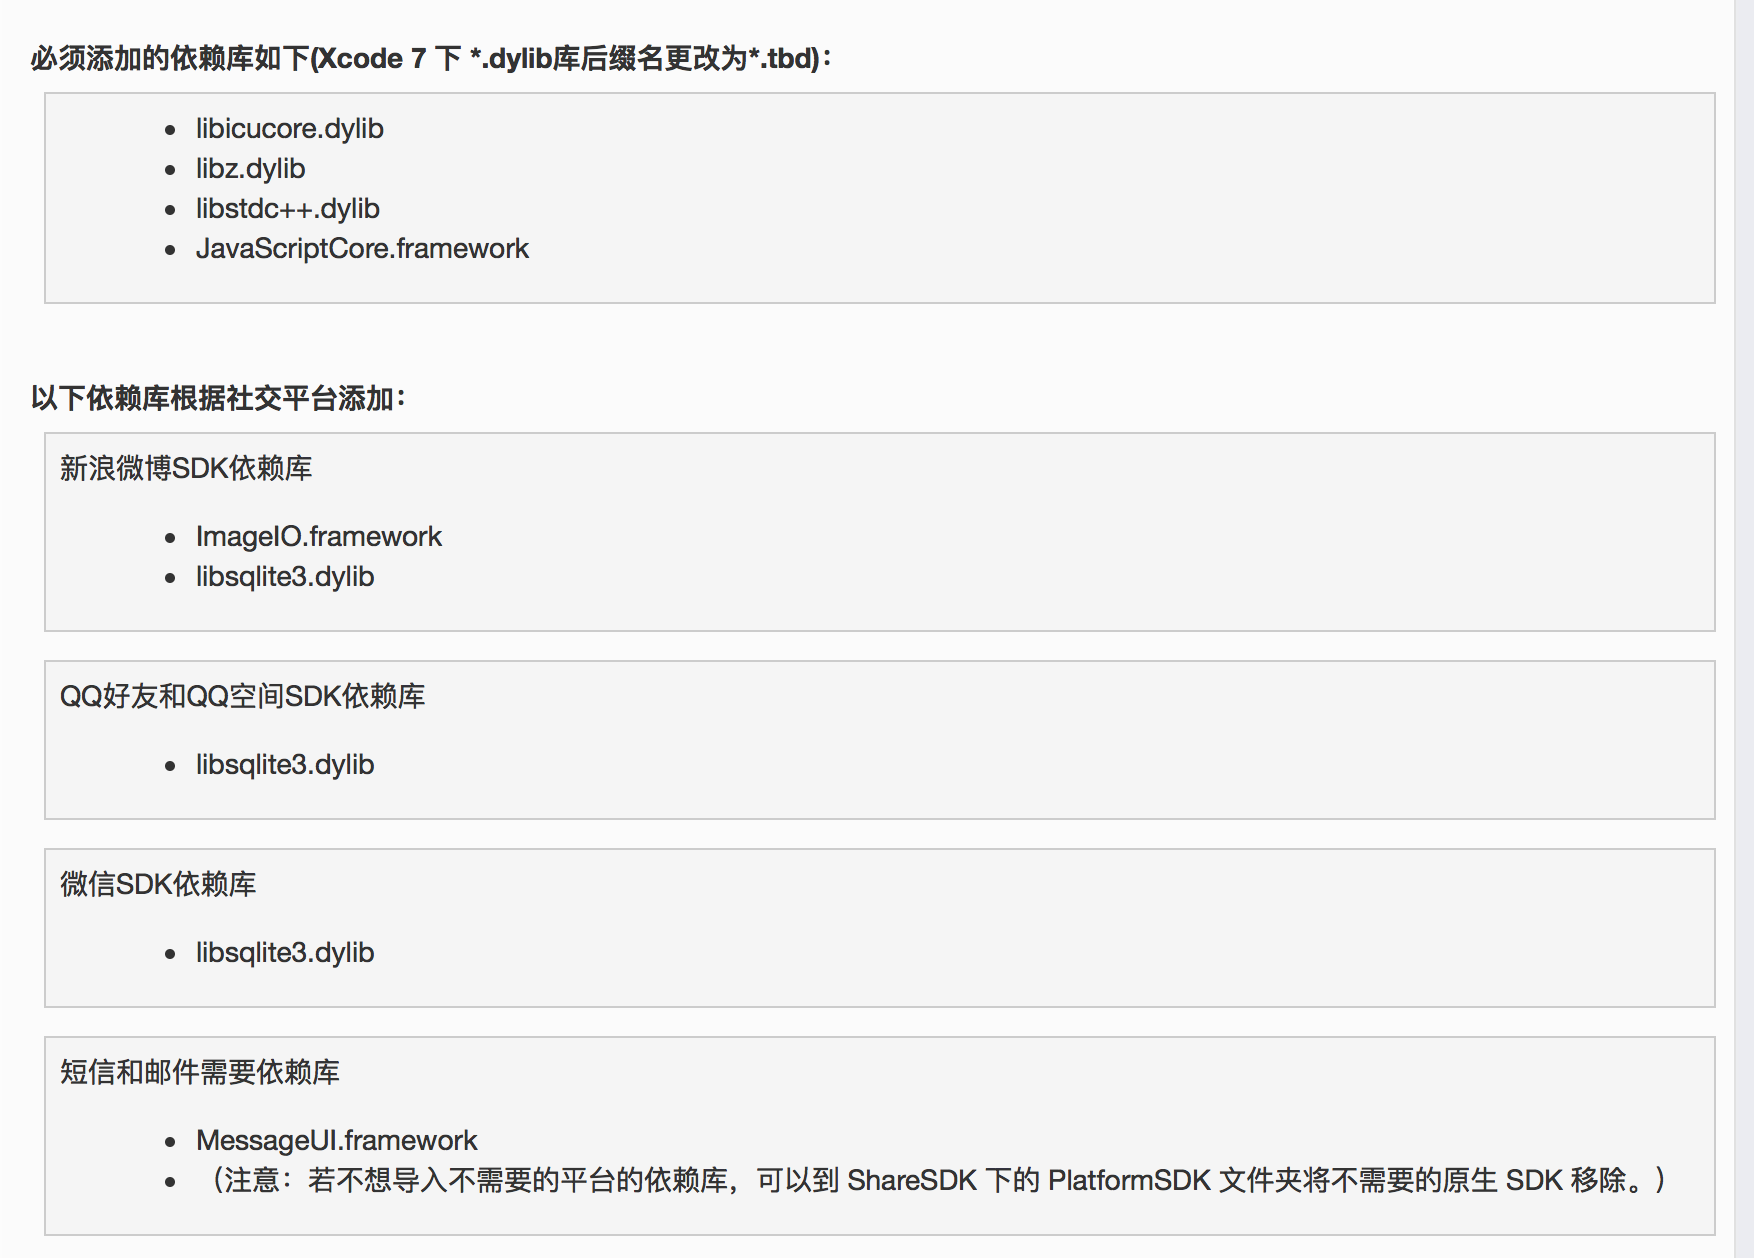 必须添加的依赖库如下(Xcode 7 下 *.dylib库后缀名更改为*.tbd)：
libicucore.dylib
libz.dylib
libstdc++.dylib
JavaScriptCore.framework
以下依赖库根据社交平台添加：
新浪微博SDK依赖库
ImageIO.framework
libsqlite3.dylib
QQ好友和QQ空间SDK依赖库
libsqlite3.dylib
微信SDK依赖库
libsqlite3.dylib
短信和邮件需要依赖库
MessageUI.framework
（注意：若不想导入不需要的平台的依赖库，可以到 ShareSDK 下的 PlatformSDK 文件夹将不需要的原生 SDK 移除。）